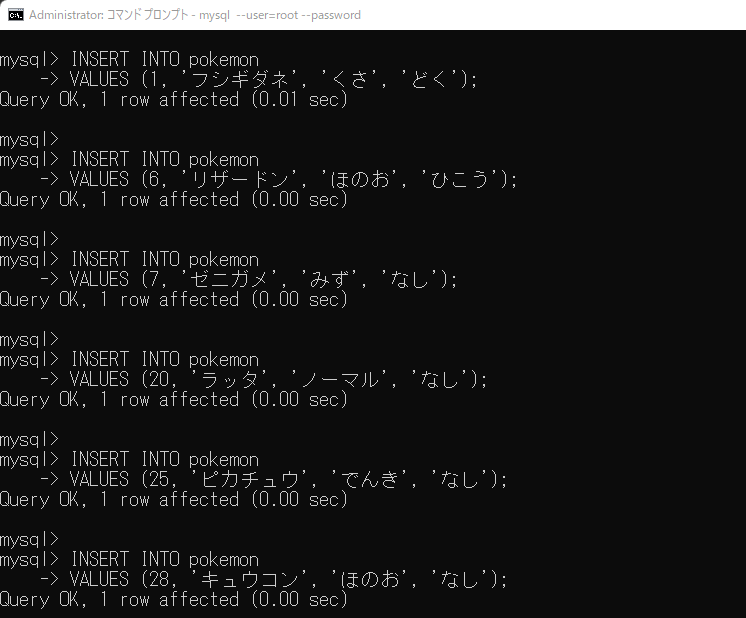 Administrator: コマンド プロンプト - mysql --user=root --password
mysql> INSERT INTO pokemon
    -> VALUES (1, 'フシギダネ', 'くさ', 'どく');
Query OK, 1 row affected (0.01 sec)
mysql>
mysql> INSERT INTO pokemon
    -> VALUES (6, 'リザードン', 'ほのお', 'ひこう');
Query OK, 1 row affected (0.00 sec)
mysql>
mysql> INSERT INTO pokemon
    -> VALUES (7, 'ゼニガメ', 'みず', 'なし');
Query OK, 1 row affected (0.00 sec)
mysql>
mysql> INSERT INTO pokemon
    -> VALUES (20, 'ラッタ', 'ノーマル', 'なし');
Query OK, 1 row affected (0.00 sec)
mysql>
mysql> INSERT INTO pokemon
    -> VALUES (25, 'ピカチュウ', 'でんき', 'なし');
Query OK, 1 row affected (0.00 sec)
mysql>
mysql> INSERT INTO pokemon
    -> VALUES (28, 'キュウコン', 'ほのお', 'なし');
Query OK, 1 row affected (0.00 sec)